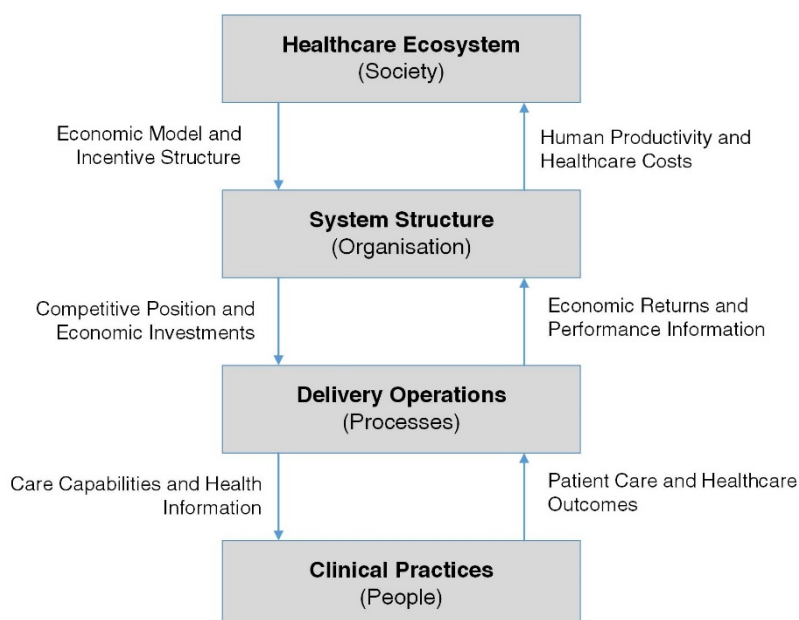 Healthcare Ecosystem
(Society)
Economic Model and
Incentive Structure
Human Productivity and
Healthcare Costs
System Structure
(Organisation)
Competitive Position and
Economic Investments
Economic Returns and
Performance Information
Delivery Operations
(Processes)
Care Capabilities and Health
Information
Patient Care and Healthcare
Outcomes
Clinical Practices
(People)